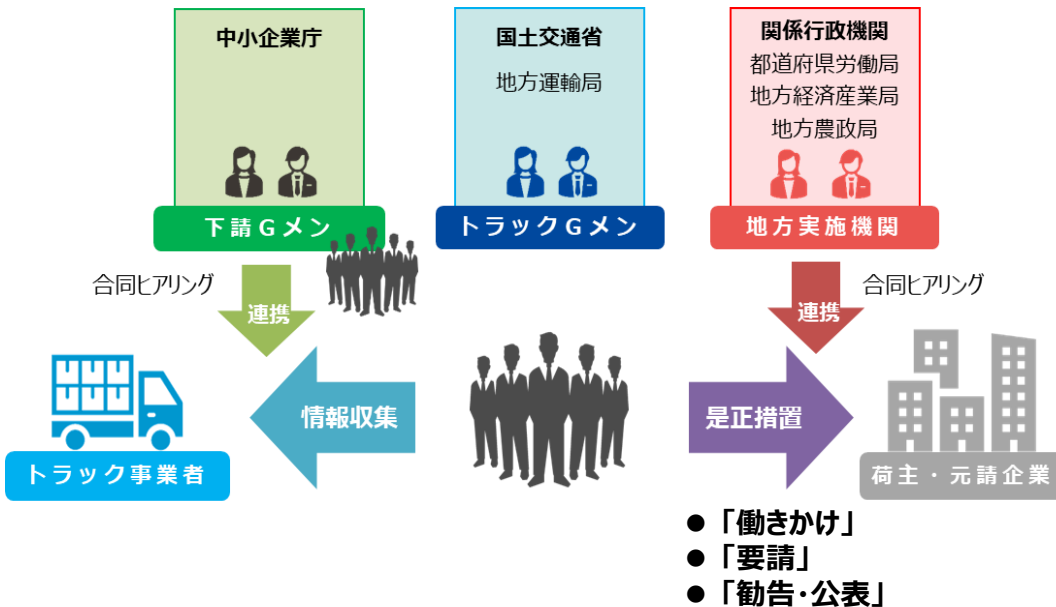 中小企業庁
国土交通省
地方運輸局
関係行政機関
都道府県労働局
地方経済産業局
地方農政局
下請Gメン
トラックGメン
地方実施機関
合同ヒアリング
連携
連携
合同ヒアリング
情報収集
是正措置
トラック事業者
荷主・元請企業
●「働きかけ」
●「要請」
●「勧告・公表」